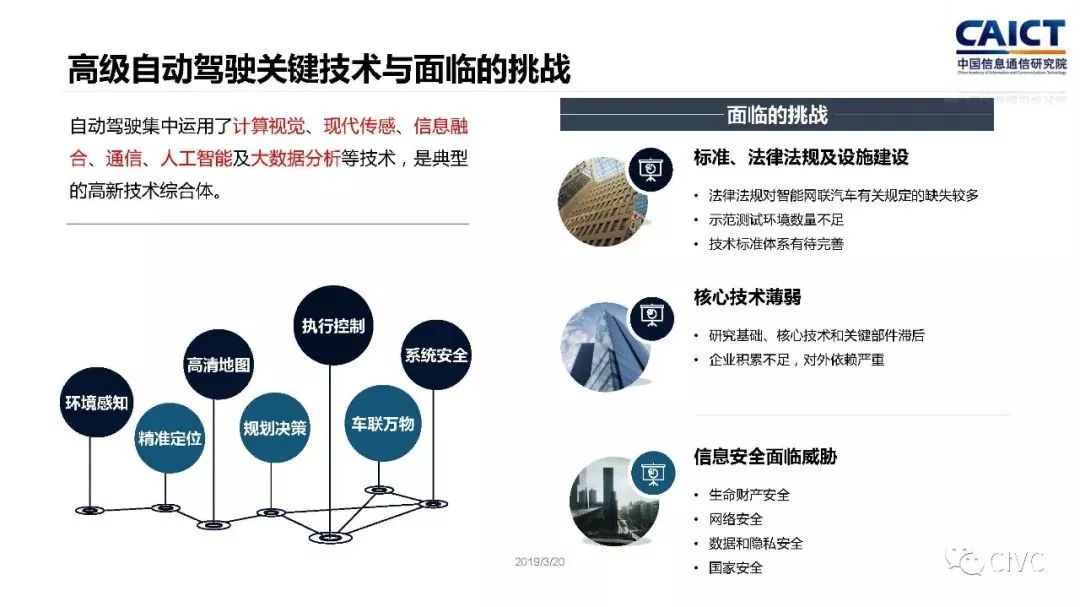 高级自动驾驶关键技术与面临的挑战
CAICT
中国信息通信研究院
China Academy of Information and Communications Technology
自动驾驶集中运用了计算视觉、现代传感、信息融
合、通信、人工智能及大数据分析等技术，是典型
的高新技术综合体。
执行控制
系统安全
高清地图
环境感知
车联万物
规划决策
精准定位
面临的挑战
标准、法律法规及设施建设
• 法律法规对智能网联汽车有关规定的缺失较多
• 示范测试环境数量不足
• 技术标准体系有待完善
核心技术薄弱
• 研究基础、核心技术和关键部件滞后
• 企业积累不足，对外依赖严重
信息安全面临威胁
• 生命财产安全
• 网络安全
• 数据和隐私安全
• 国家安全
2019/3/20
CIVC